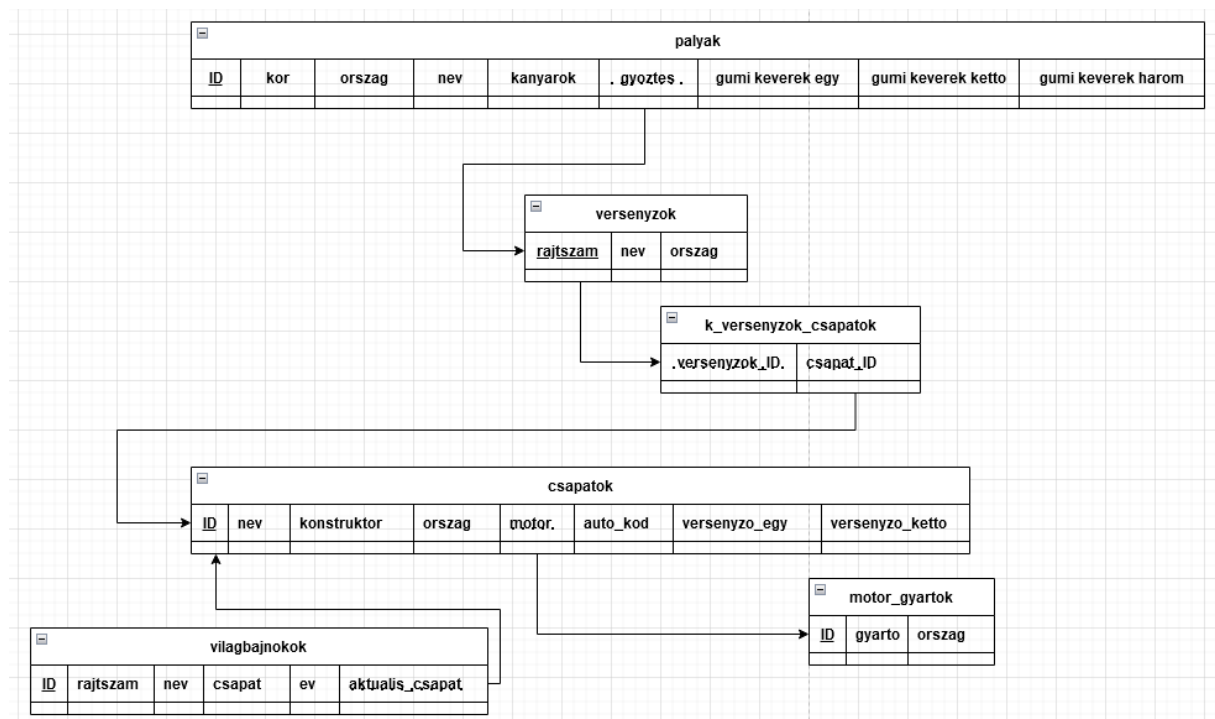 palyak
ID kor orszag nev kanyarok gyoztes gumi keverek egy gumi keverek ketto gumi keverek harom
versenyzok
rajtszam nev orszag
k_versenyzok_csapatok
versenyzok_ID csapat_ID
csapatok
ID nev konstruktor orszag motor auto_kod versenyzo_egy versenyzo_ketto
motor_gyartok
ID gyarto orszag
vilagbajnokok
ID rajtszam nev csapat ev aktualis_csapat